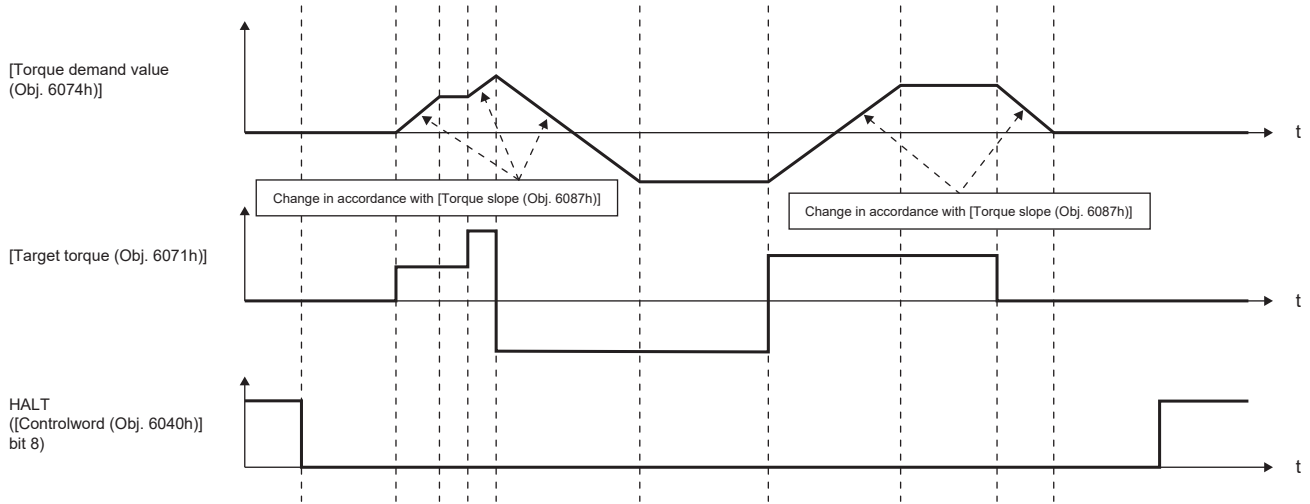 [Torque demand value
(Obj. 6074h)]
t
Change in accordance with [Torque slope (Obj. 6087h)]
Change in accordance with [Torque slope (Obj. 6087h)]
[Target torque (Obj. 6071h)]
t
HALT
([Controlword (Obj. 6040h)]
bit 8)
t